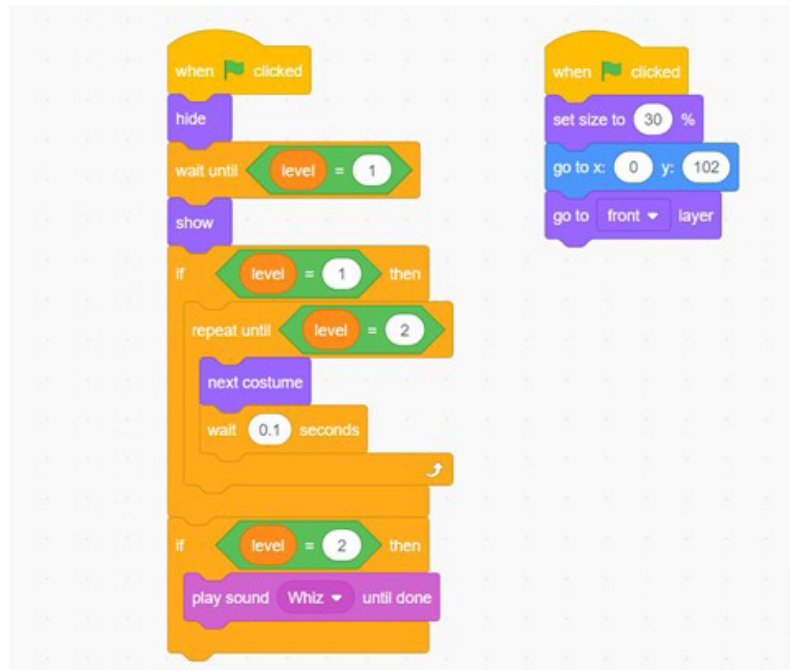 when clicked
hide
wait until level = 1
show
if level = 1 then
repeat until level = 2
next costume
wait 0.1 seconds
if level = 2 then
play sound Whiz until done
when clicked
set size to 30 %
go to x: 0 y: 102
go to front layer